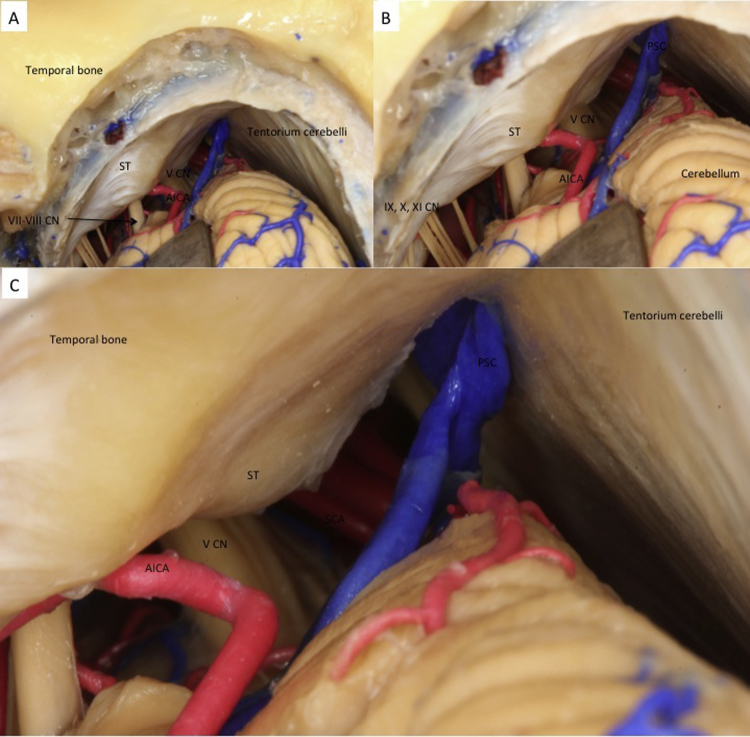 A
Temporal bone
Tentorium cerebelli
ST
V CN
AICA
VII-VIII CN
B
PSC
V CN
ST
AICA
Cerebellum
IX, X, XI CN
C
Temporal bone
Tentorium cerebelli
PSC
ST
SCA
V CN
AICA